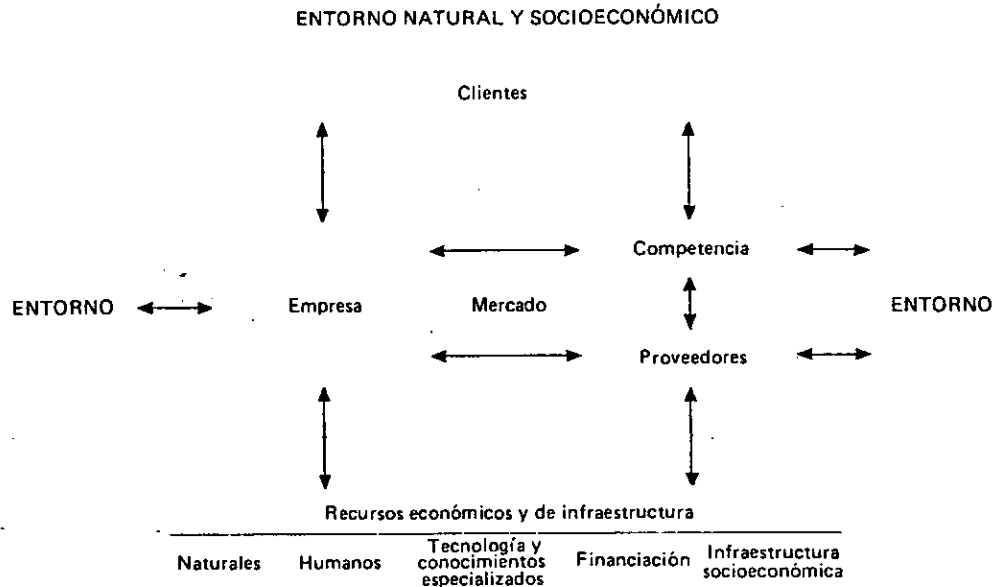 ENTORNO NATURAL Y SOCIOECONÓMICO
Clientes
Competencia
ENTORNO Empresa Mercado ENTORNO
Proveedores
Recursos económicos y de infraestructura
Naturales Humanos Tecnología y conocimientos especializados Financiación Infraestructura socioeconómica